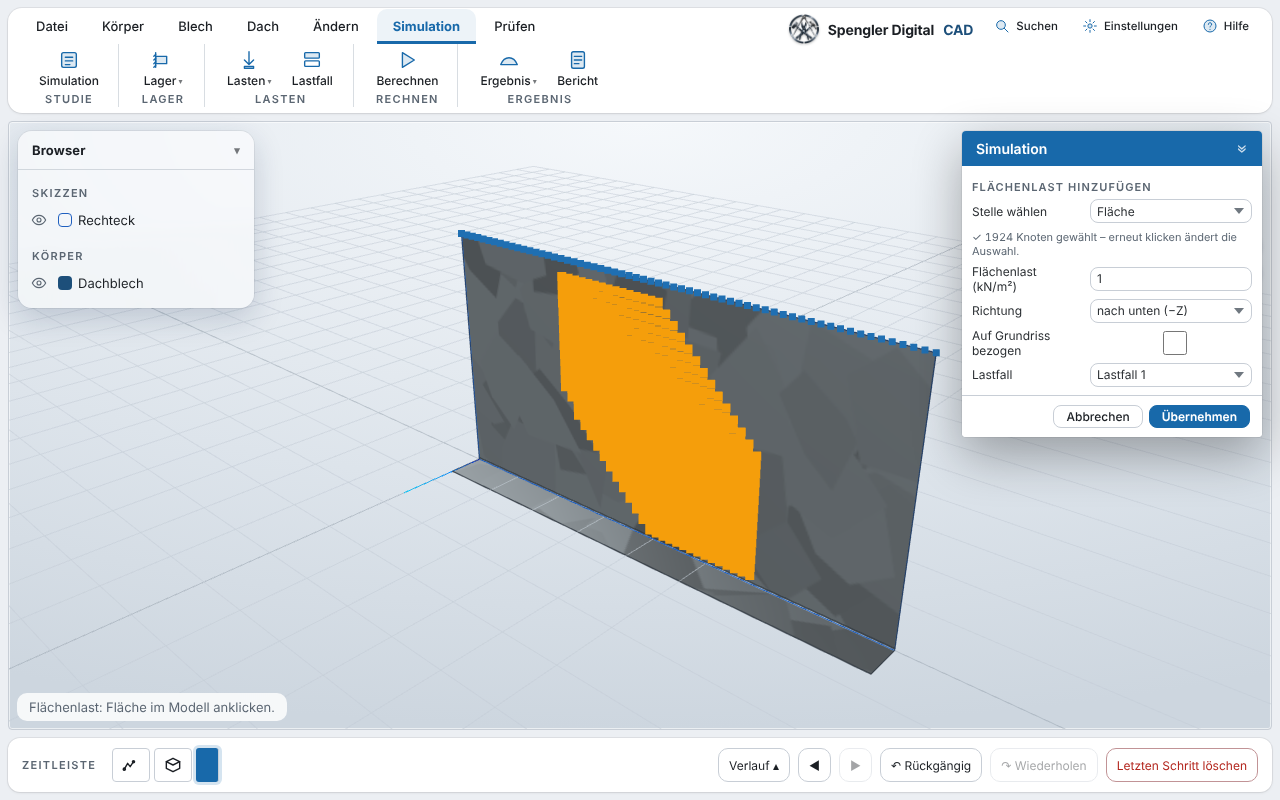 Datei Körper Blech Dach Ändern Simulation Prüfen
Spengler Digital CAD Suchen Einstellungen Hilfe
Simulation Lager Lasten Lastfall Berechnen Ergebnis Bericht
STUDIE LAGER LASTEN RECHNEN ERGEBNIS
Browser
SKIZZEN
Rechteck
KÖRPER
Dachblech
Simulation
FLÄCHENLAST HINZUFÜGEN
Stelle wählen Fläche
✓ 1924 Knoten gewählt – erneut klicken ändert die
Auswahl.
Flächenlast
(kN/m²) 1
Richtung nach unten (−Z)
Auf Grundriss
bezogen
Lastfall Lastfall 1
Abbrechen Übernehmen
Flächenlast: Fläche im Modell anklicken.
ZEITLEISTE Verlauf ▴ ◀ ▶ ↶ Rückgängig ↷ Wiederholen Letzten Schritt löschen